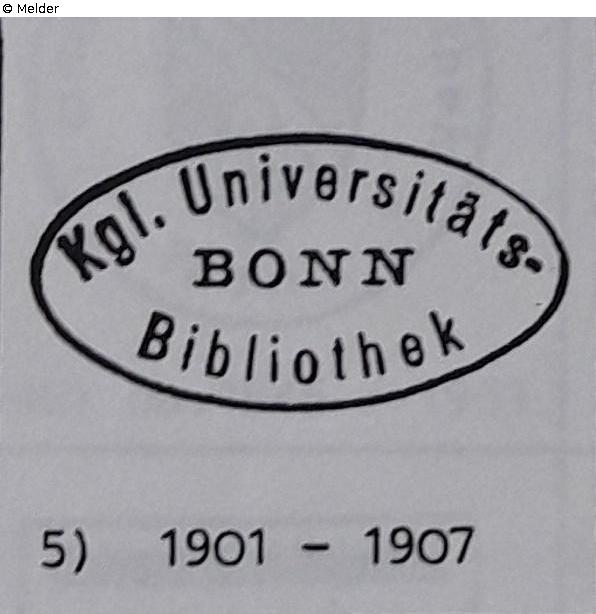 © Melder
Kgl. Universitäts-
BONN
Bibliothek
5) 1901 - 1907